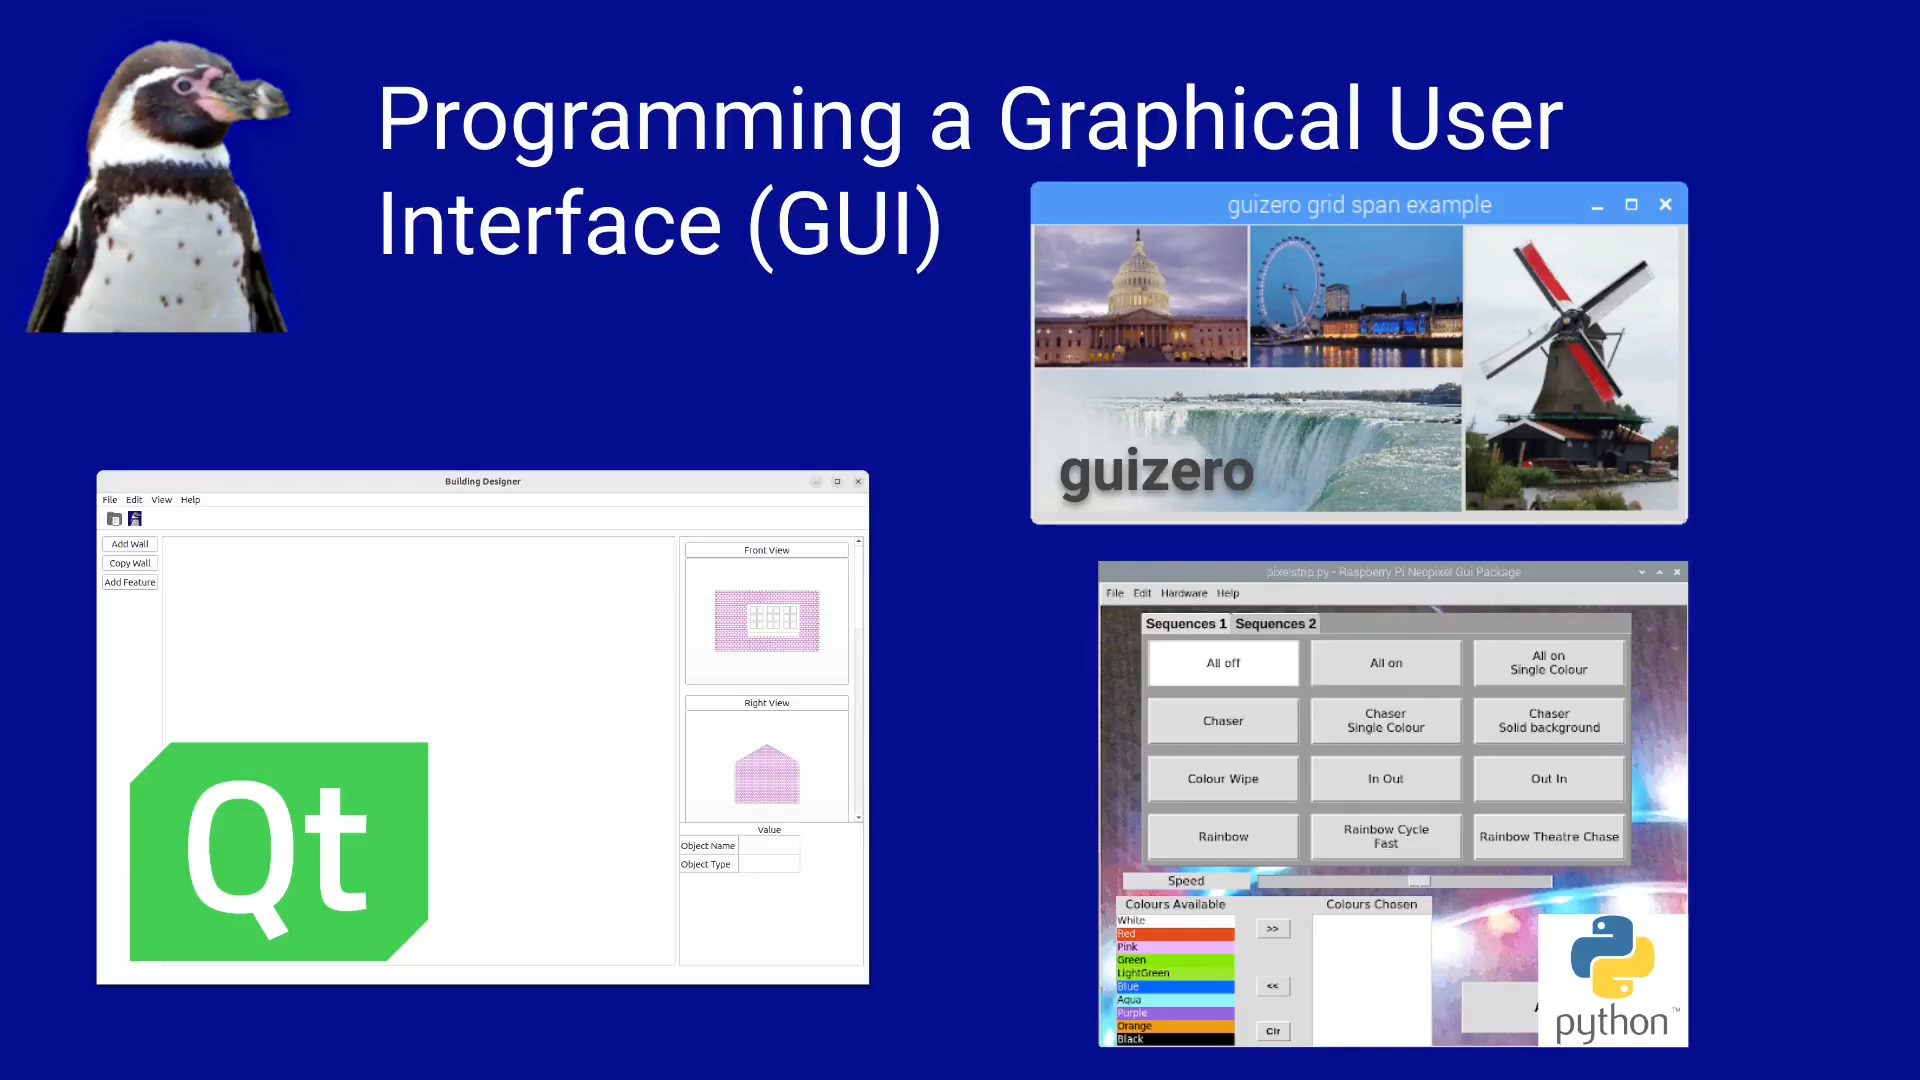 Programming a Graphical User
Interface (GUI)
guizero grid span example
guizero
Building Designer
File Edit View Help
Add Wall
Copy Wall
Add Feature
Front View
Right View
Value
Object Name
Object Type
Qt
pixelstrip.py - Raspberry Pi Neopixel Gui Package
File Edit Hardware Help
Sequences 1 Sequences 2
All off
All on
All on
Single Colour
Chaser
Chaser
Single Colour
Chaser
Solid background
Colour Wipe
In Out
Out In
Rainbow
Rainbow Cycle
Fast
Rainbow Theatre Chase
Speed
Colours Available
Colours Chosen
White
Red
Pink
Green
LightGreen
Blue
Aqua
Purple
Orange
Black
>>
<<
Clr
python™